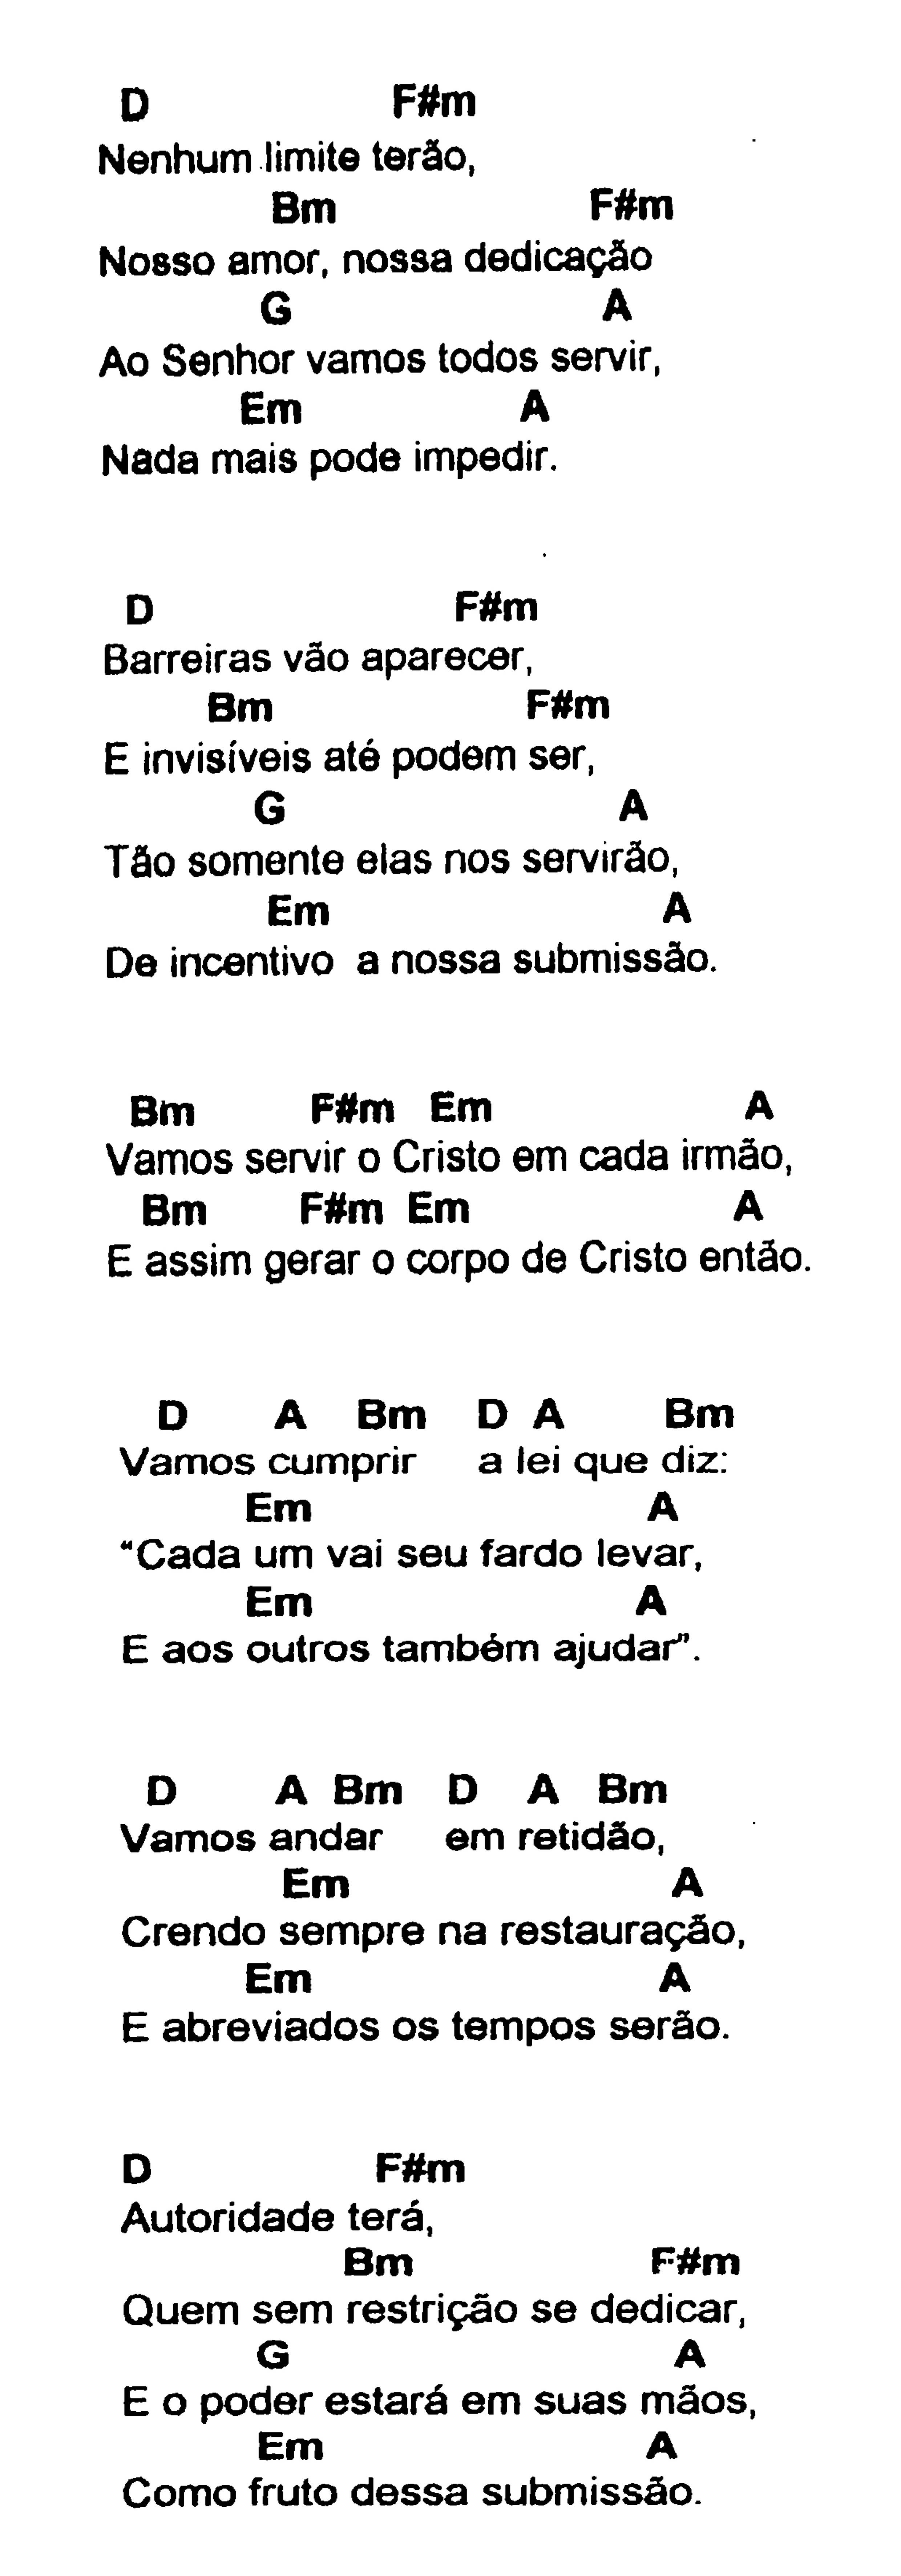 D F#m
Nenhum limite terão,
Bm F#m
Nosso amor, nossa dedicação
G A
Ao Senhor vamos todos servir,
Em A
Nada mais pode impedir.
D F#m
Barreiras vão aparecer,
Bm F#m
E invisíveis até podem ser,
G A
Tão somente elas nos servirão,
Em A
De incentivo a nossa submissão.
Bm F#m Em A
Vamos servir o Cristo em cada irmão,
Bm F#m Em A
E assim gerar o corpo de Cristo então.
D A Bm D A Bm
Vamos cumprir a lei que diz:
Em A
“Cada um vai seu fardo levar,
Em A
E aos outros também ajudar”.
D A Bm D A Bm
Vamos andar em retidão,
Em A
Crendo sempre na restauração,
Em A
E abreviados os tempos serão.
D F#m
Autoridade terá,
Bm F#m
Quem sem restrição se dedicar,
G A
E o poder estará em suas mãos,
Em A
Como fruto dessa submissão.